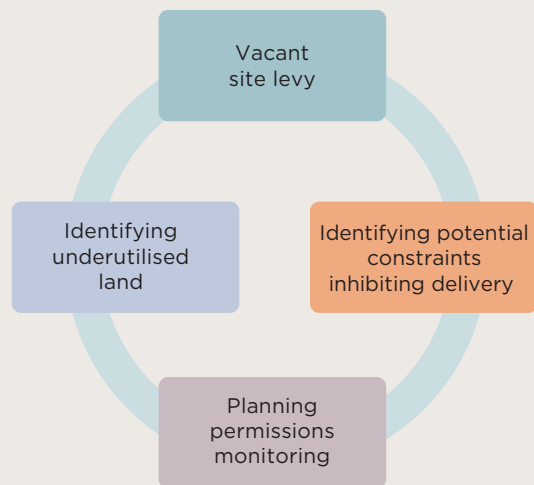 Vacant
site levy
Identifying
underutilised
land
Identifying potential
constraints
inhibiting delivery
Planning
permissions
monitoring